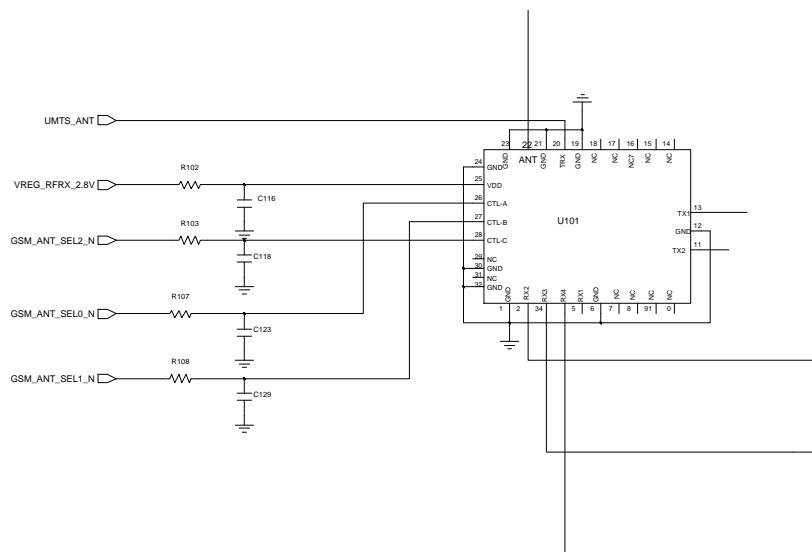 UMTS_ANT
23
22
21
20
19
18
17
16
15
14
GND
ANT
GND
TRX
GND
NC
NC
NC7
NC
NC
R102
24
GND
VREG_RFRX_2.8V
25
VDD
C116
26
CTL-A
13
TX1
R103
27
CTL-B
U101
12
GND
GSM_ANT_SEL2_N
28
CTL-C
11
TX2
C118
29
NC
30
GND
31
NC
32
GND
GND
RX2
RX3
RX4
RX1
GND
NC
NC
NC
NC
1
2
34
5
6
7
8
91
0
R107
GSM_ANT_SEL0_N
C123
R108
GSM_ANT_SEL1_N
C129